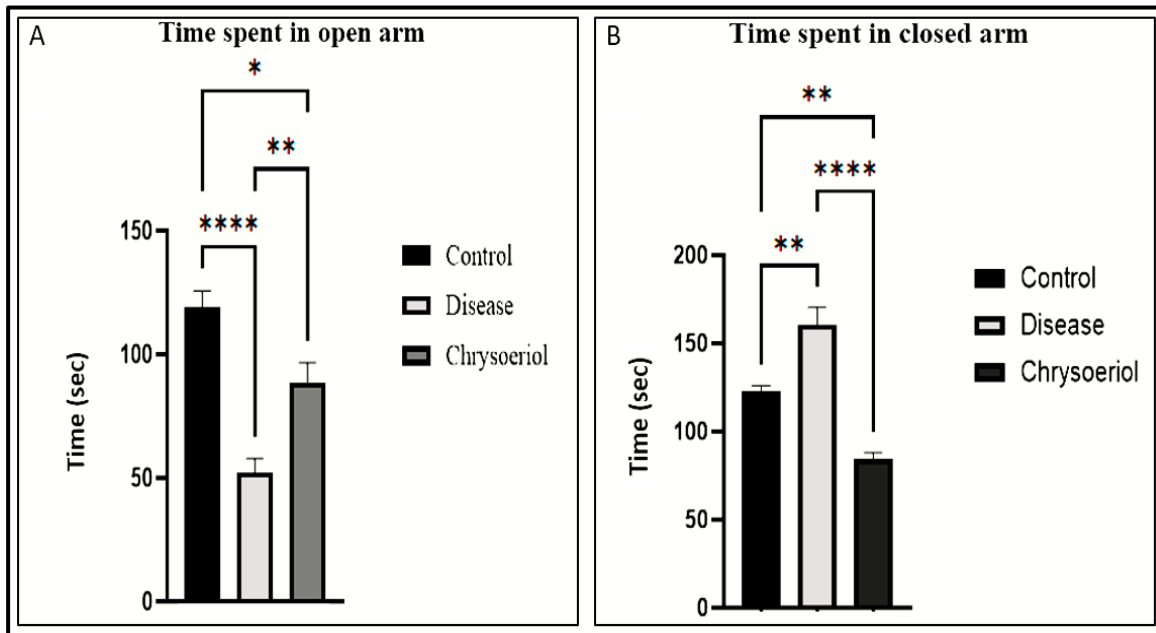 A
Time spent in open arm
*
**
****
150
100
50
0
Time (sec)
Control
Disease
Chrysoeriol
B
Time spent in closed arm
**
****
**
200
150
100
50
0
Time (sec)
Control
Disease
Chrysoeriol